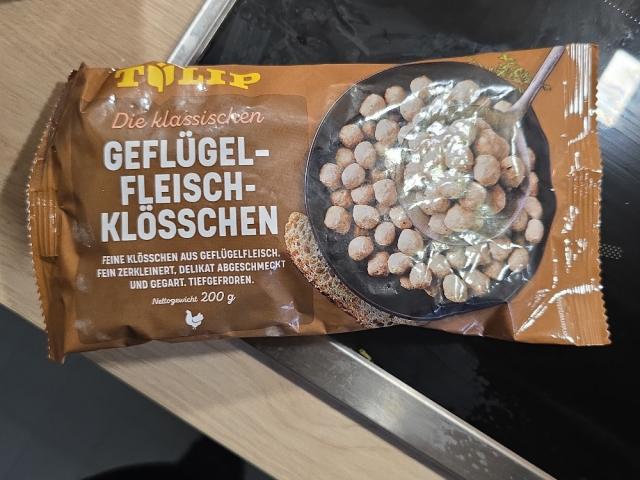 TULIP
Die klassischen
GEFLÜGEL-
FLEISCH-
KLÖSSCHEN
FEINE KLÖSSCHEN AUS GEFLÜGELFLEISCH.
FEIN ZERKLEINERT, DELIKAT ABGESCHMECKT
UND GEGART. TIEFGEFROREN.
Nettogewicht 200 g